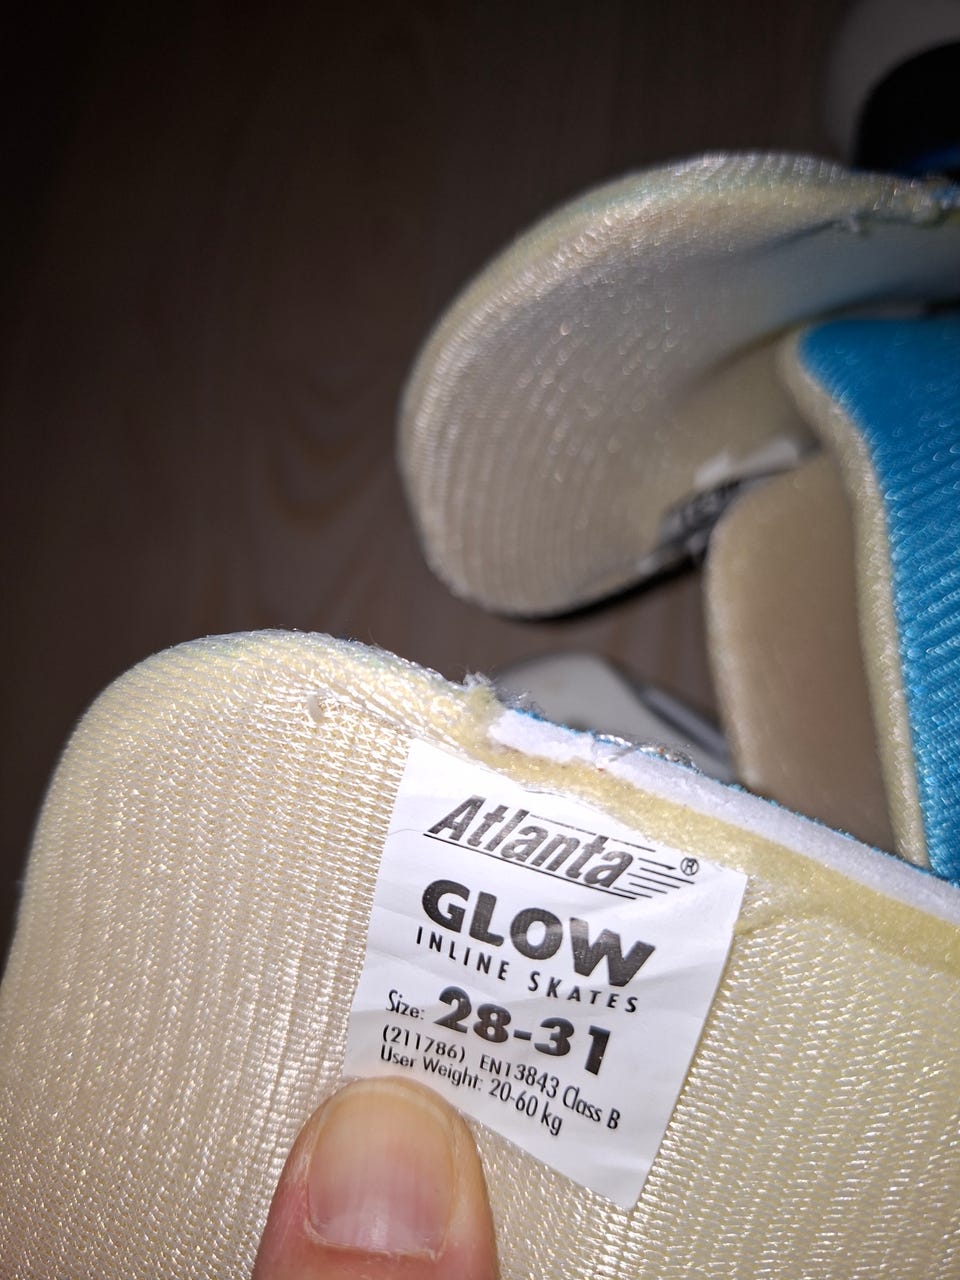 Atlanta®
GLOW
INLINE SKATES
Size: 28-31
(211786) EN13843 Class B
User Weight: 20-60 kg